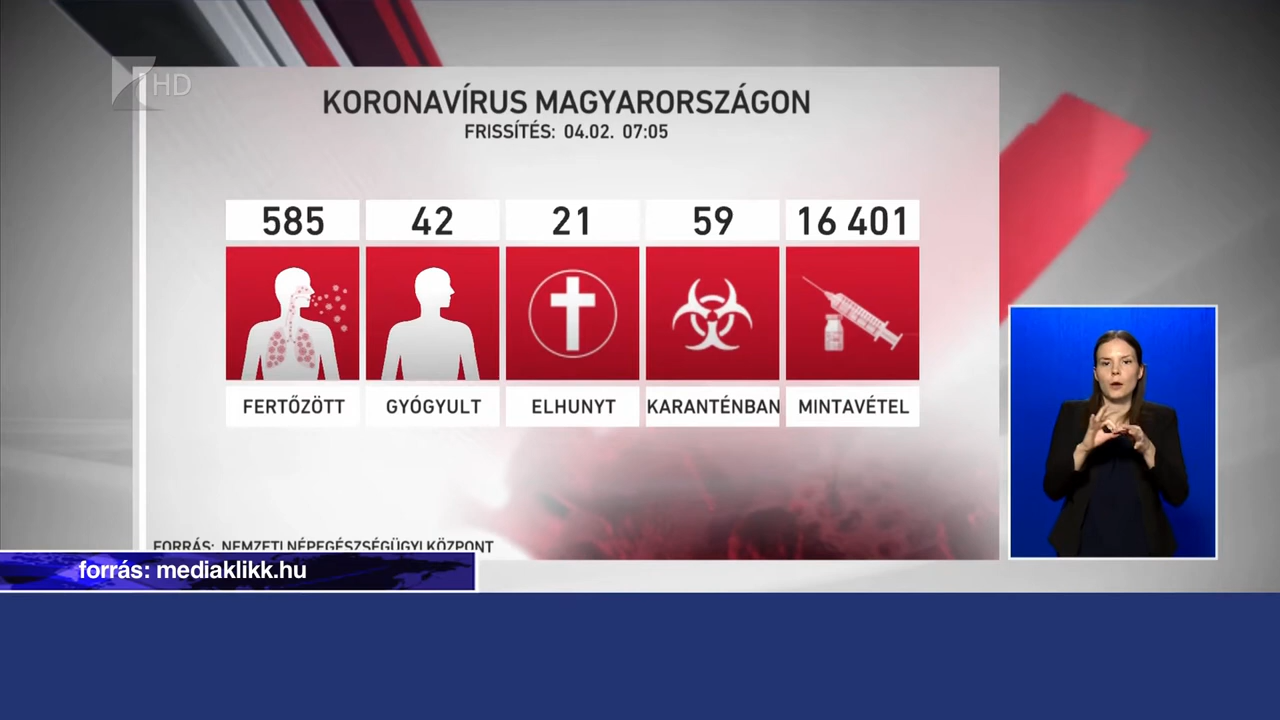 HD
KORONAVÍRUS MAGYARORSZÁGON
FRISSÍTÉS: 04.02. 07:05
585 42 21 59 16 401
FERTŐZÖTT GYÓGYULT ELHUNYT KARANTÉNBAN MINTAVÉTEL
FORRÁS: NEMZETI NÉPEGÉSZSÉGÜGYI KÖZPONT
forrás: mediaklikk.hu